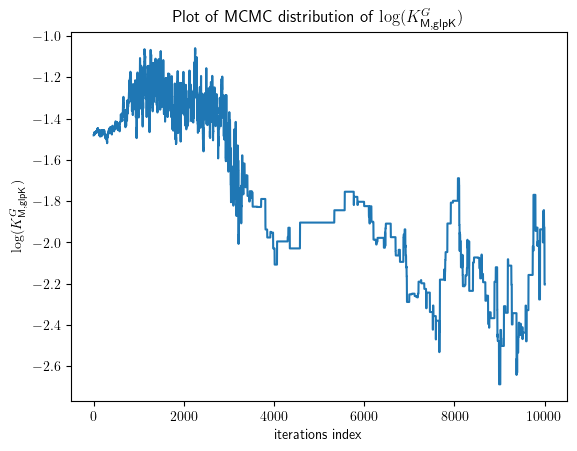 Plot of MCMC distribution of log(K^G_M,glpK)
−1.0
−1.2
−1.4
−1.6
−1.8
−2.0
−2.2
−2.4
−2.6
log(K^G_M,glpK)
0 2000 4000 6000 8000 10000
iterations index